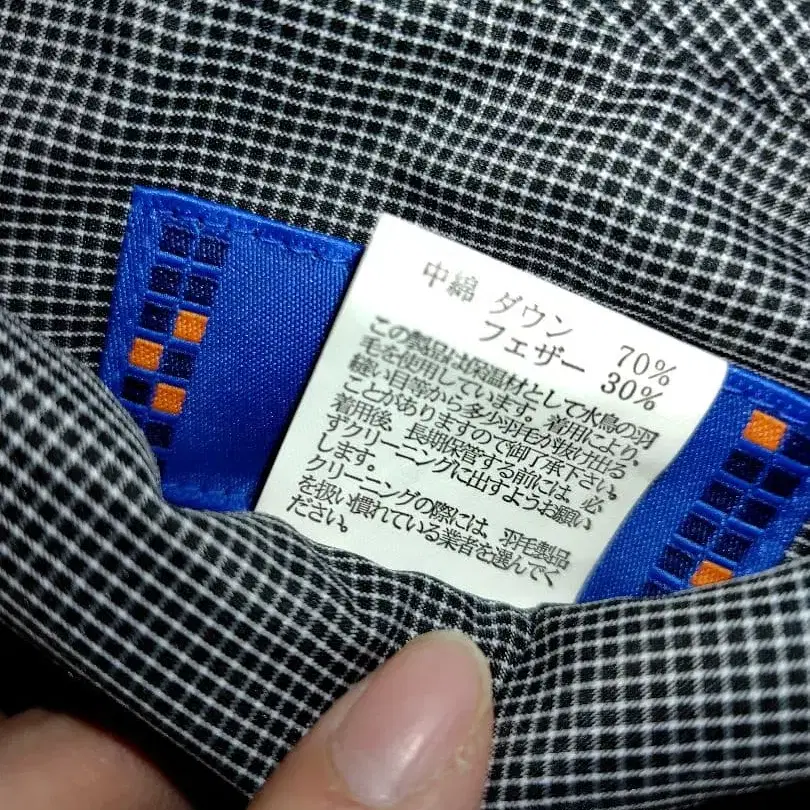 中綿 ダウン 70%
フェザー 30%
この製品は保温材として水鳥の羽
毛を使用しています。着用により、
縫い目等から多少羽毛が抜け出る
ことがありますので御了承下さい。
着用後、長期保管する前には、必
ずクリーニングに出すようお願い
します。
クリーニングの際には、羽毛製品
を扱い慣れている業者を選んでく
ださい。